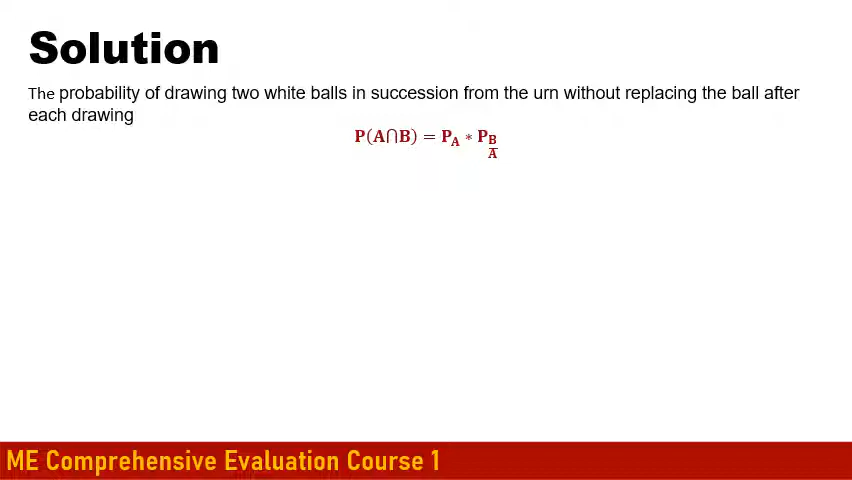 Solution
The probability of drawing two white balls in succession from the urn without replacing the ball after
each drawing
P(A⋂B) = P_A * P_{B/A}
ME Comprehensive Evaluation Course 1